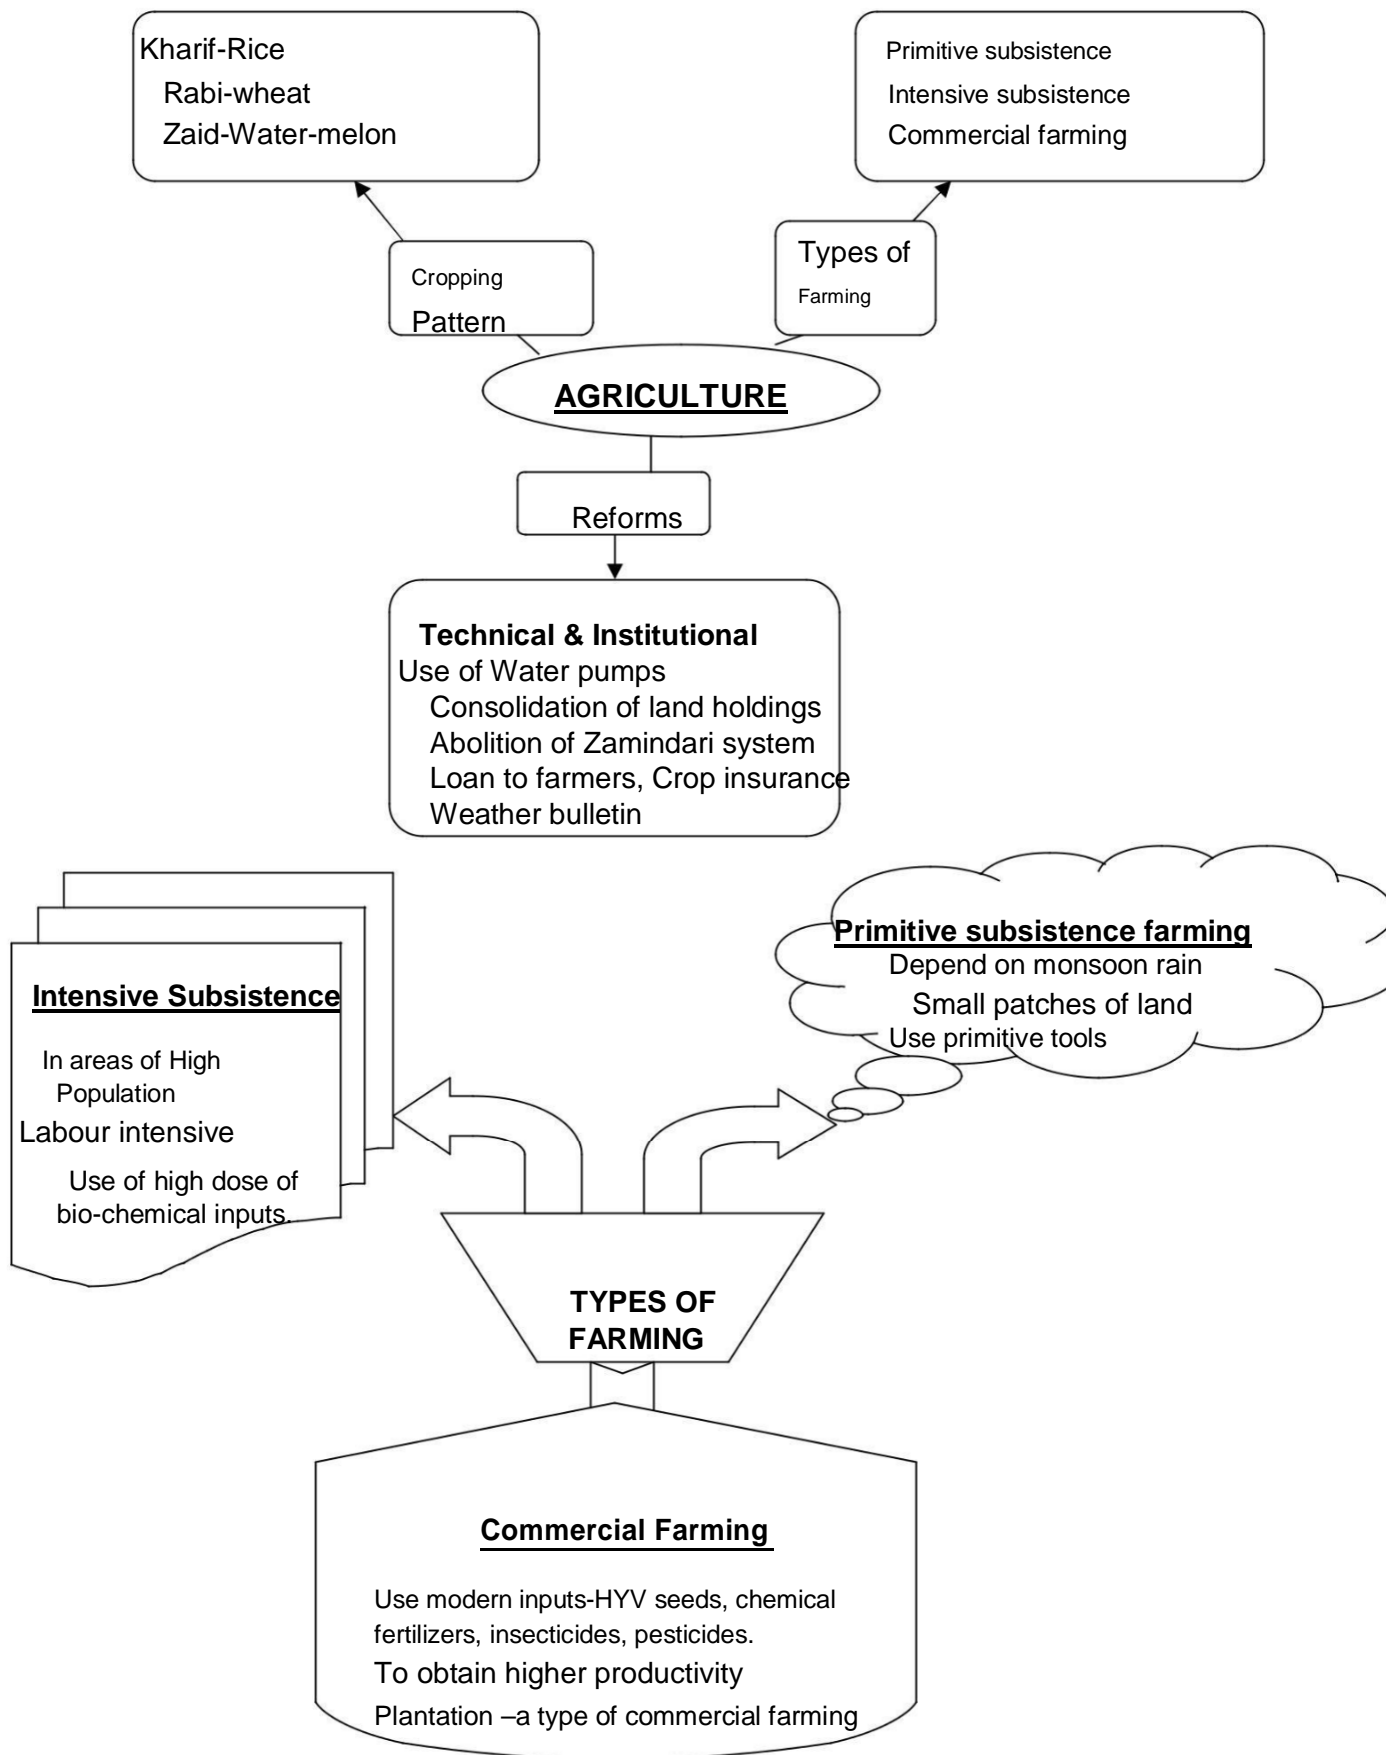 Kharif-Rice
Rabi-wheat
Zaid-Water-melon
Primitive subsistence
Intensive subsistence
Commercial farming
Cropping
Pattern
Types of
Farming
AGRICULTURE
Reforms
Technical & Institutional
Use of Water pumps
Consolidation of land holdings
Abolition of Zamindari system
Loan to farmers, Crop insurance
Weather bulletin
Intensive Subsistence
In areas of High
Population
Labour intensive
Use of high dose of
bio-chemical inputs.
Primitive subsistence farming
Depend on monsoon rain
Small patches of land
Use primitive tools
TYPES OF
FARMING
Commercial Farming
Use modern inputs-HYV seeds, chemical
fertilizers, insecticides, pesticides.
To obtain higher productivity
Plantation –a type of commercial farming